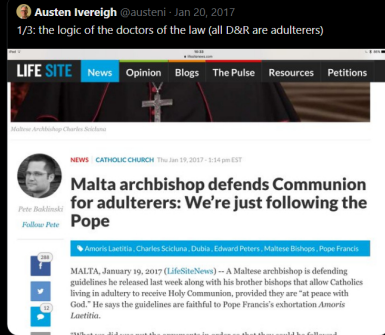 Austen Ivereigh @austeni · Jan 20, 2017
1/3: the logic of the doctors of the law (all D&R are adulterers)
LIFE SITE News Opinion Blogs The Pulse Resources Petitions
Maltese Archbishop Charles Scicluna
NEWS CATHOLIC CHURCH Thu Jan 19, 2017 - 1:14 pm EST
Malta archbishop defends Communion
for adulterers: We're just following the
Pope
Pete Baklinski
Follow Pete
Amoris Laetitia , Charles Scicluna , Dubia , Edward Peters , Maltese Bishops , Pope Francis
288
12
MALTA, January 19, 2017 (LifeSiteNews) -- A Maltese archbishop is defending
guidelines he released last week along with his brother bishops that allow Catholics
living in adultery to receive Holy Communion, provided they are "at peace with
God." He says the guidelines are faithful to Pope Francis's exhortation Amoris
Laetitia.